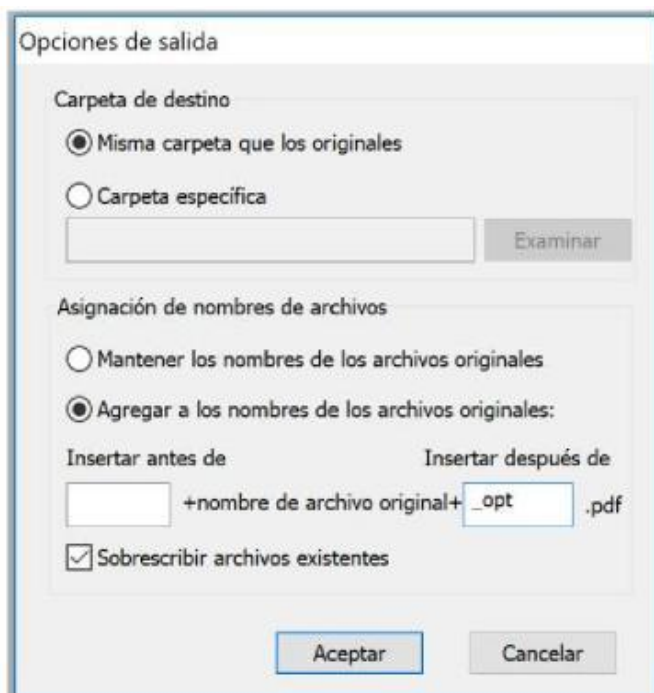 Opciones de salida
Carpeta de destino
Misma carpeta que los originales
Carpeta específica
Examinar
Asignación de nombres de archivos
Mantener los nombres de los archivos originales
Agregar a los nombres de los archivos originales:
Insertar antes de Insertar después de
+nombre de archivo original+ _opt .pdf
Sobrescribir archivos existentes
Aceptar Cancelar